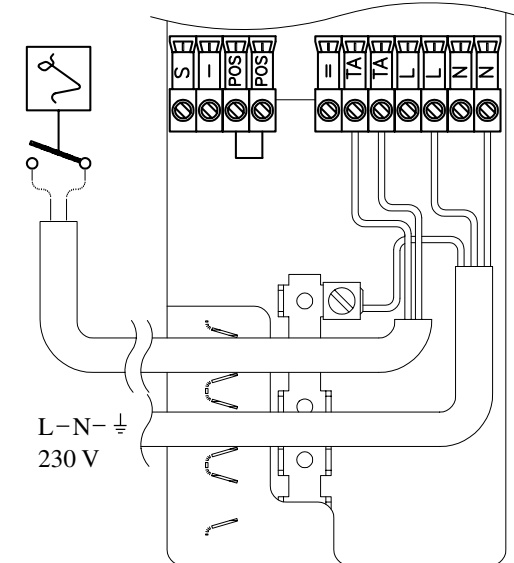 S – POS POS = TA TA L L N N
L–N–⏚
230 V